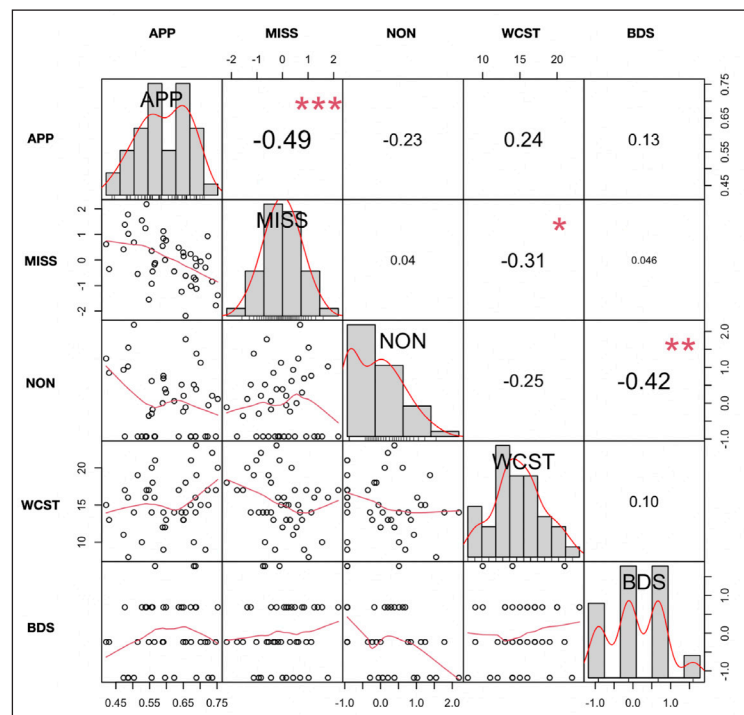 APP MISS NON WCST BDS
-2 -1 0 1 2 10 15 20
APP APP *** -0.49 -0.23 0.24 0.13 0.45 0.55 0.65 0.75
MISS -2 -1 0 1 2 MISS 0.04 * -0.31 0.046
NON NON -0.25 ** -0.42 -1.0 0.0 1.0 2.0
WCST 10 15 20 WCST 0.10
BDS BDS -1.0 0.0 1.0
0.45 0.55 0.65 0.75 -1.0 0.0 1.0 2.0 -1.0 0.0 1.0